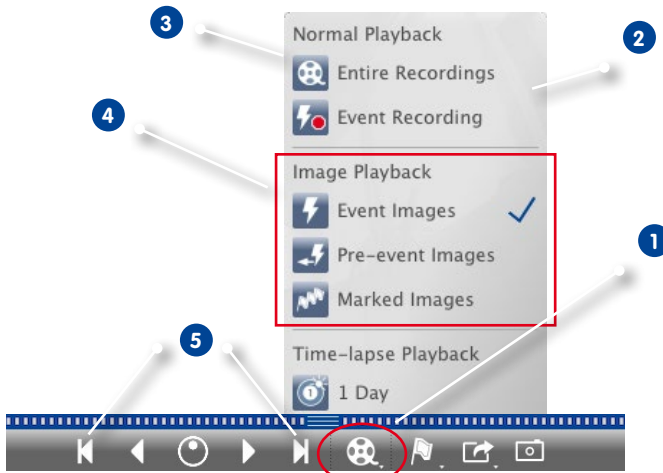 3
Normal Playback
2
Entire Recordings
4
Event Recording
Image Playback
Event Images
1
Pre-event Images
Marked Images
5
Time-lapse Playback
1
1 Day